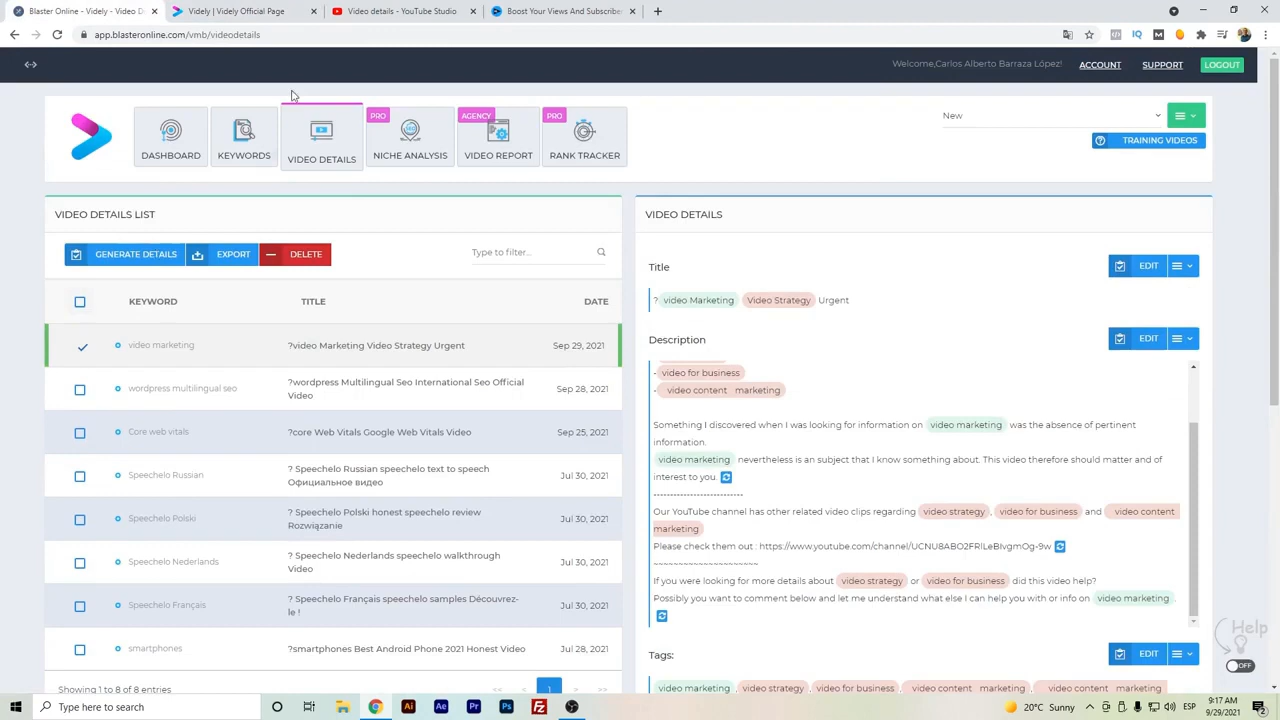 Blaster Online - Videly - Video D
Videly | Videly Official Page
Video details - YouTube Studio
Boost Your Views And Subscribe
app.blasteronline.com/vmb/videodetails
Welcome,Carlos Alberto Barraza López!
ACCOUNT
SUPPORT
LOGOUT
PRO
AGENCY
PRO
DASHBOARD
KEYWORDS
VIDEO DETAILS
NICHE ANALYSIS
VIDEO REPORT
RANK TRACKER
New
TRAINING VIDEOS
VIDEO DETAILS LIST
GENERATE DETAILS
EXPORT
DELETE
Type to filter...
KEYWORD TITLE DATE
video marketing ?video Marketing Video Strategy Urgent Sep 29, 2021
wordpress multilingual seo ?wordpress Multilingual Seo International Seo Official Sep 28, 2021
Video
Core web vitals ?core Web Vitals Google Web Vitals Video Sep 25, 2021
Speechelo Russian ? Speechelo Russian speechelo text to speech Jul 30, 2021
Официальное видео
Speechelo Polski ? Speechelo Polski honest speechelo review Jul 30, 2021
Rozwiązanie
Speechelo Nederlands ? Speechelo Nederlands speechelo walkthrough Jul 30, 2021
Video
Speechelo Français ? Speechelo Français speechelo samples Découvrez-
le ! Jul 30, 2021
smartphones ?smartphones Best Android Phone 2021 Honest Video Jul 28, 2021
Showing 1 to 8 of 8 entries
<< < 1 > >>
VIDEO DETAILS
Title
EDIT
? video Marketing Video Strategy Urgent
Description
EDIT
- video for business
- video content marketing
Something I discovered when I was looking for information on video marketing was the absence of pertinent
information.
video marketing nevertheless is an subject that I know something about. This video therefore should matter and of
interest to you.
--------------------------
Our YouTube channel has other related video clips regarding video strategy, video for business and video content
marketing
Please check them out : https://www.youtube.com/channel/UCNU8ABO2FRlLeBIvgmOg-9w
~~~~~~~~~~~~~~~~~~~~~
If you were looking for more details about video strategy or video for business did this video help?
Possibly you want to comment below and let me understand what else I can help you with or info on video marketing.
Tags:
EDIT
video marketing, video strategy, video for business, video content marketing, video content marketing
Help
OFF
Type here to search
Ai
Ae
Pr
Ps
20°C Sunny
ESP
9:17 AM
9/29/2021
2